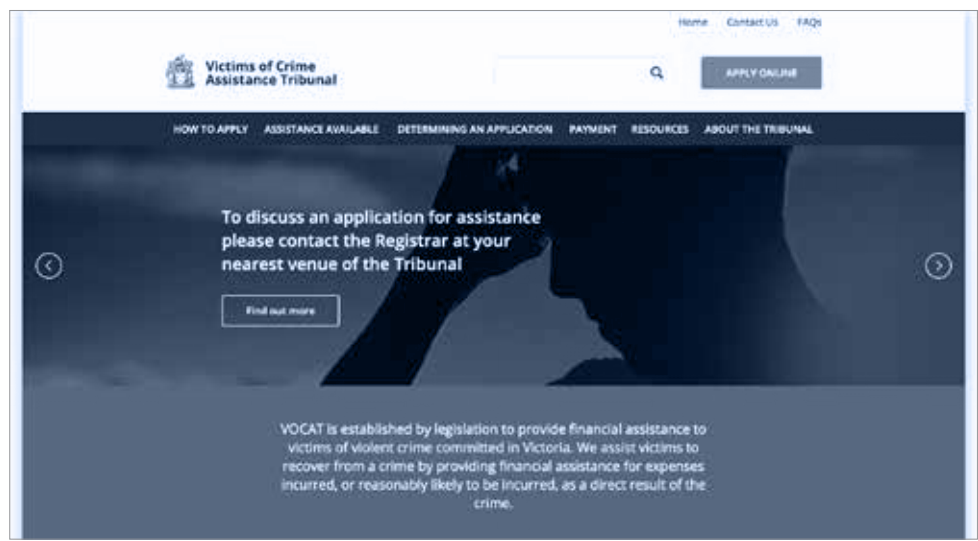 Home Contact Us FAQs
Victims of Crime
Assistance Tribunal
APPLY ONLINE
HOW TO APPLY ASSISTANCE AVAILABLE DETERMINING AN APPLICATION PAYMENT RESOURCES ABOUT THE TRIBUNAL
To discuss an application for assistance
please contact the Registrar at your
nearest venue of the Tribunal
Find out more
VOCAT is established by legislation to provide financial assistance to
victims of violent crime committed in Victoria. We assist victims to
recover from a crime by providing financial assistance for expenses
incurred, or reasonably likely to be incurred, as a direct result of the
crime.